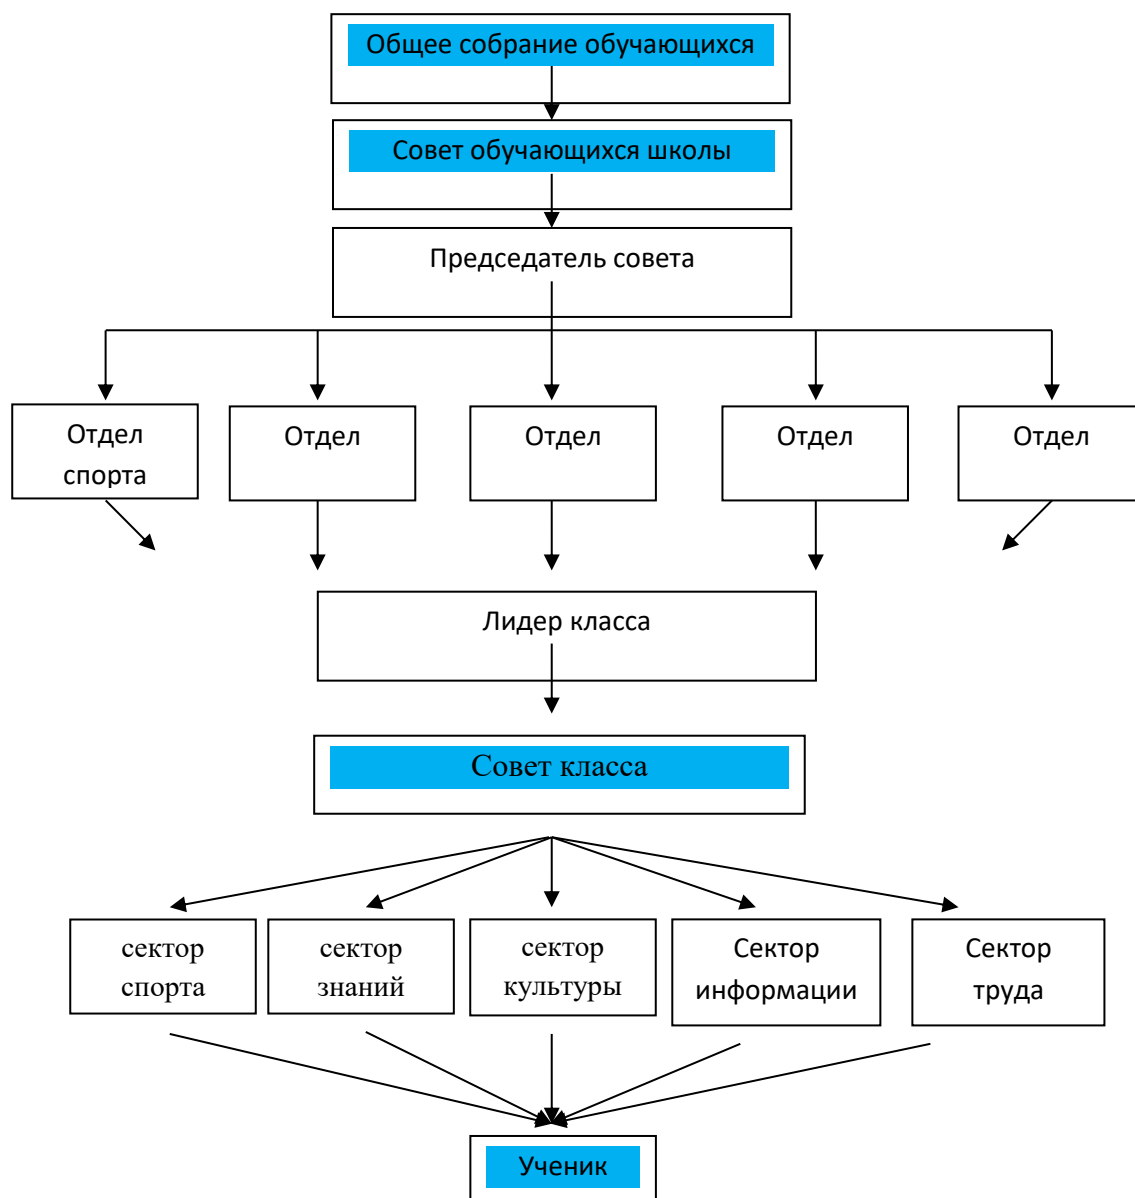 Общее собрание обучающихся
Совет обучающихся школы
Председатель совета
Отдел
спорта
Отдел
Отдел
Отдел
Отдел
Лидер класса
Совет класса
сектор
спорта
сектор
знаний
сектор
культуры
Сектор
информации
Сектор
труда
Ученик